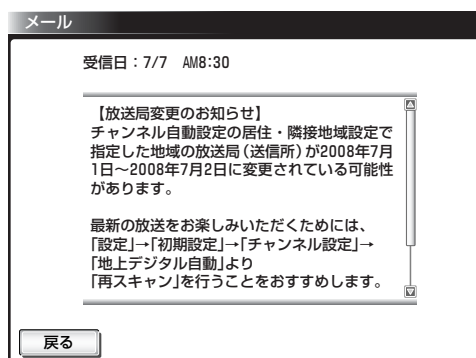 メール
受信日：7/7 AM8:30
【放送局変更のお知らせ】
チャンネル自動設定の居住・隣接地域設定で
指定した地域の放送局（送信所）が2008年7月
1日～2008年7月2日に変更されている可能性
があります。
最新の放送をお楽しみいただくためには、
「設定」→「初期設定」→「チャンネル設定」→
「地上デジタル自動」より
「再スキャン」を行うことをおすすめします。
戻る